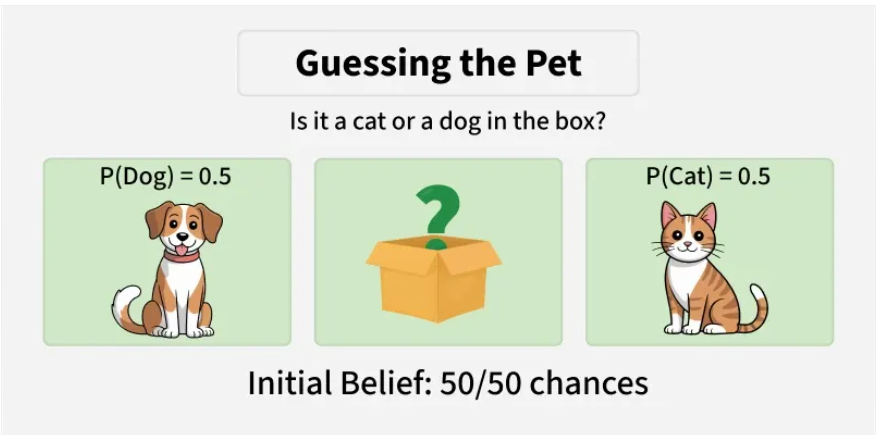 Guessing the Pet
Is it a cat or a dog in the box?
P(Dog) = 0.5
?
P(Cat) = 0.5
Initial Belief: 50/50 chances